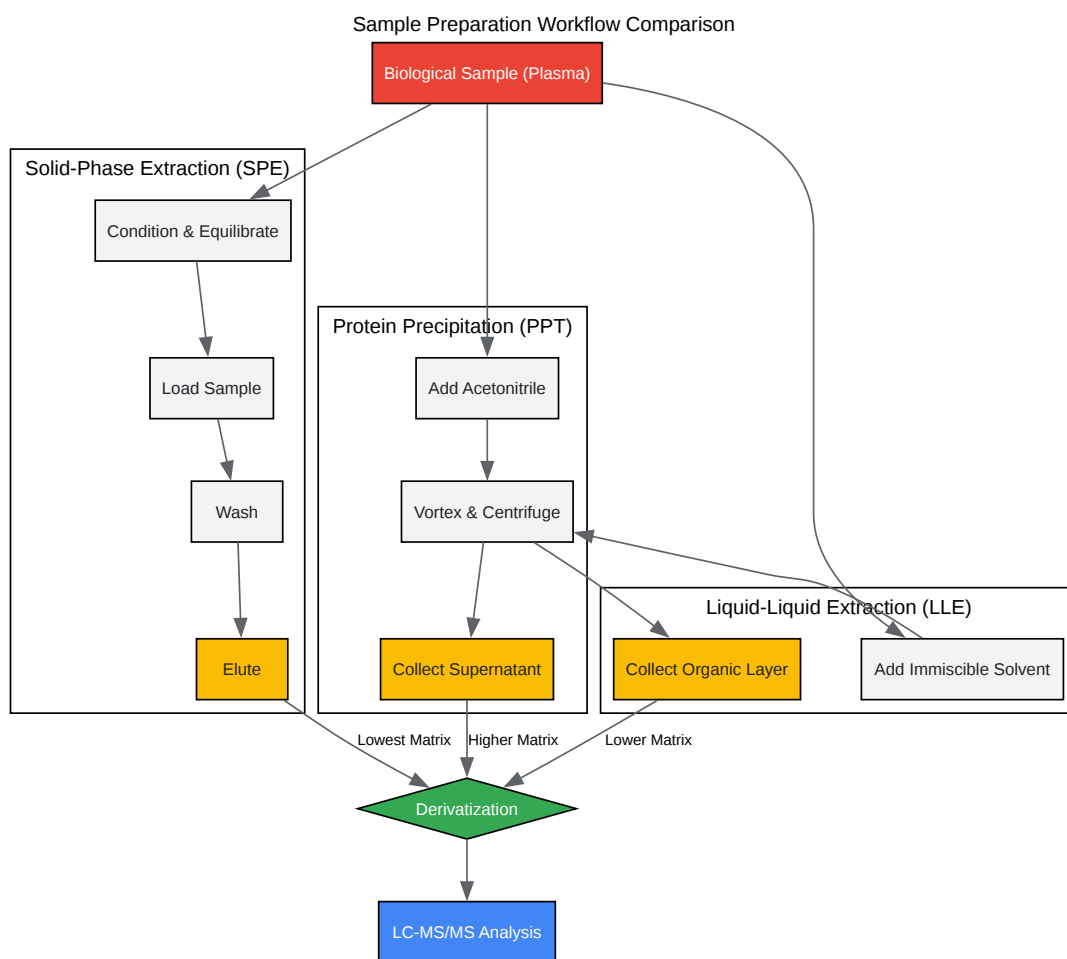 Sample Preparation Workflow Comparison
Biological Sample (Plasma)
Solid-Phase Extraction (SPE)
Condition & Equilibrate
Load Sample
Wash
Elute
Protein Precipitation (PPT)
Add Acetonitrile
Vortex & Centrifuge
Collect Supernatant
Liquid-Liquid Extraction (LLE)
Collect Organic Layer
Add Immiscible Solvent
Lowest Matrix
Higher Matrix
Lower Matrix
Derivatization
LC-MS/MS Analysis